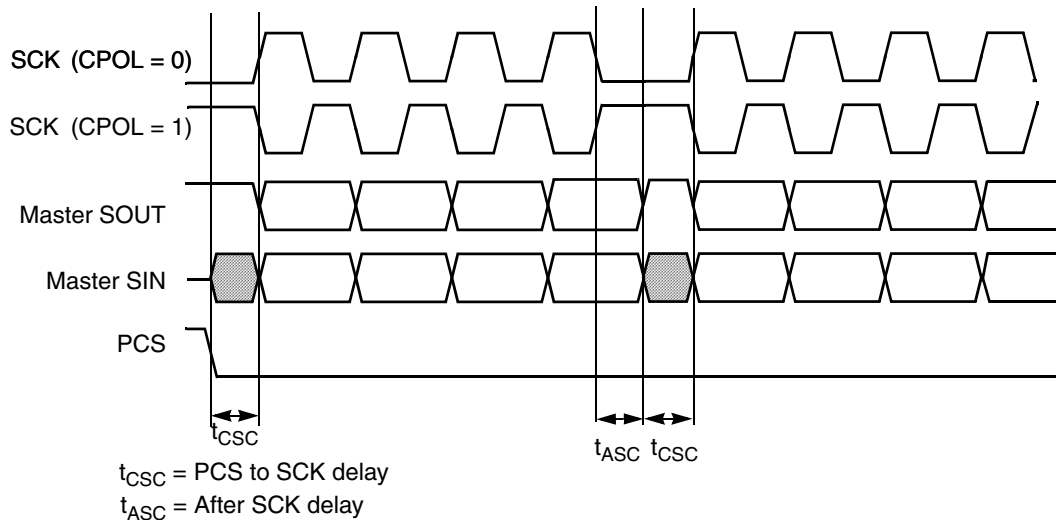 SCK (CPOL = 0)
SCK (CPOL = 1)
Master SOUT
Master SIN
PCS
tCSC
tASC
tCSC
tCSC = PCS to SCK delay
tASC = After SCK delay